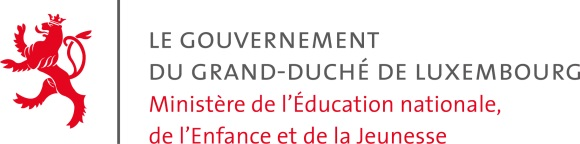 LE GOUVERNEMENT
DU GRAND-DUCHÉ DE LUXEMBOURG
Ministère de l'Éducation nationale,
de l'Enfance et de la Jeunesse